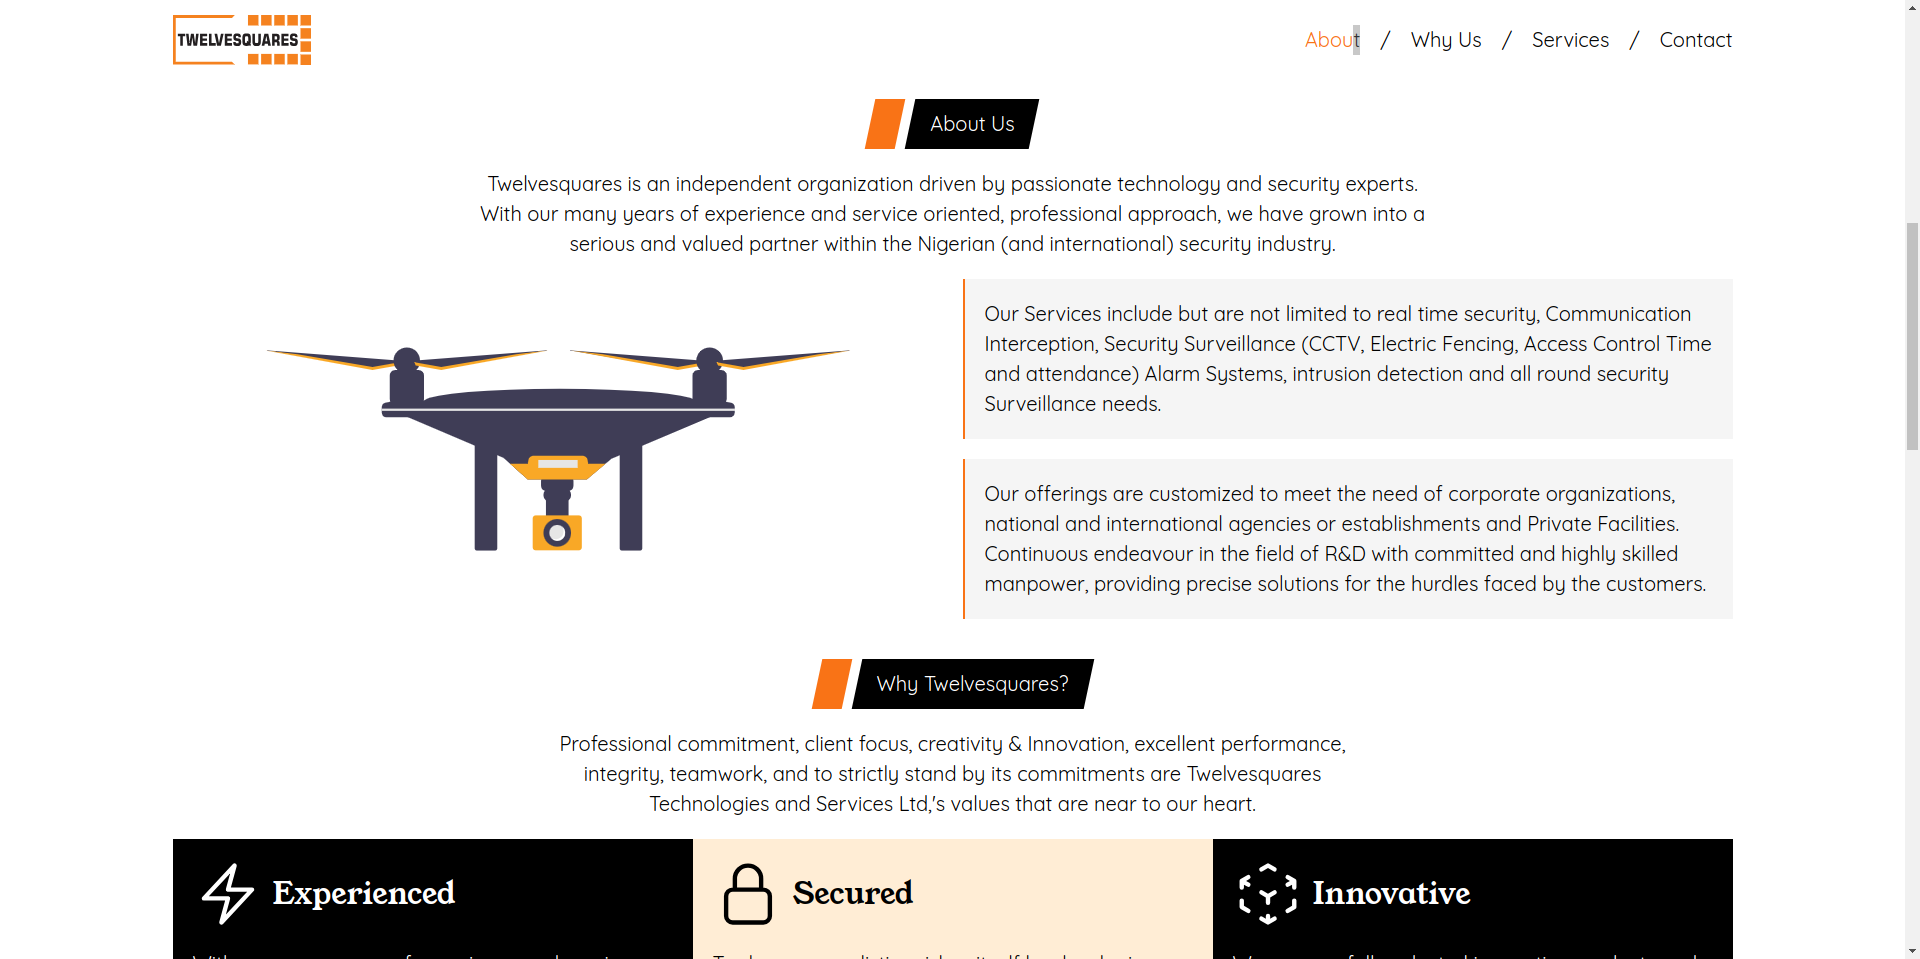 TWELVESQUARES
About / Why Us / Services / Contact
About Us
Twelvesquares is an independent organization driven by passionate technology and security experts.
With our many years of experience and service oriented, professional approach, we have grown into a
serious and valued partner within the Nigerian (and international) security industry.
Our Services include but are not limited to real time security, Communication
Interception, Security Surveillance (CCTV, Electric Fencing, Access Control Time
and attendance) Alarm Systems, intrusion detection and all round security
Surveillance needs.
Our offerings are customized to meet the need of corporate organizations,
national and international agencies or establishments and Private Facilities.
Continuous endeavour in the field of R&D with committed and highly skilled
manpower, providing precise solutions for the hurdles faced by the customers.
Why Twelvesquares?
Professional commitment, client focus, creativity & Innovation, excellent performance,
integrity, teamwork, and to strictly stand by its commitments are Twelvesquares
Technologies and Services Ltd,'s values that are near to our heart.
Experienced
Secured
Innovative